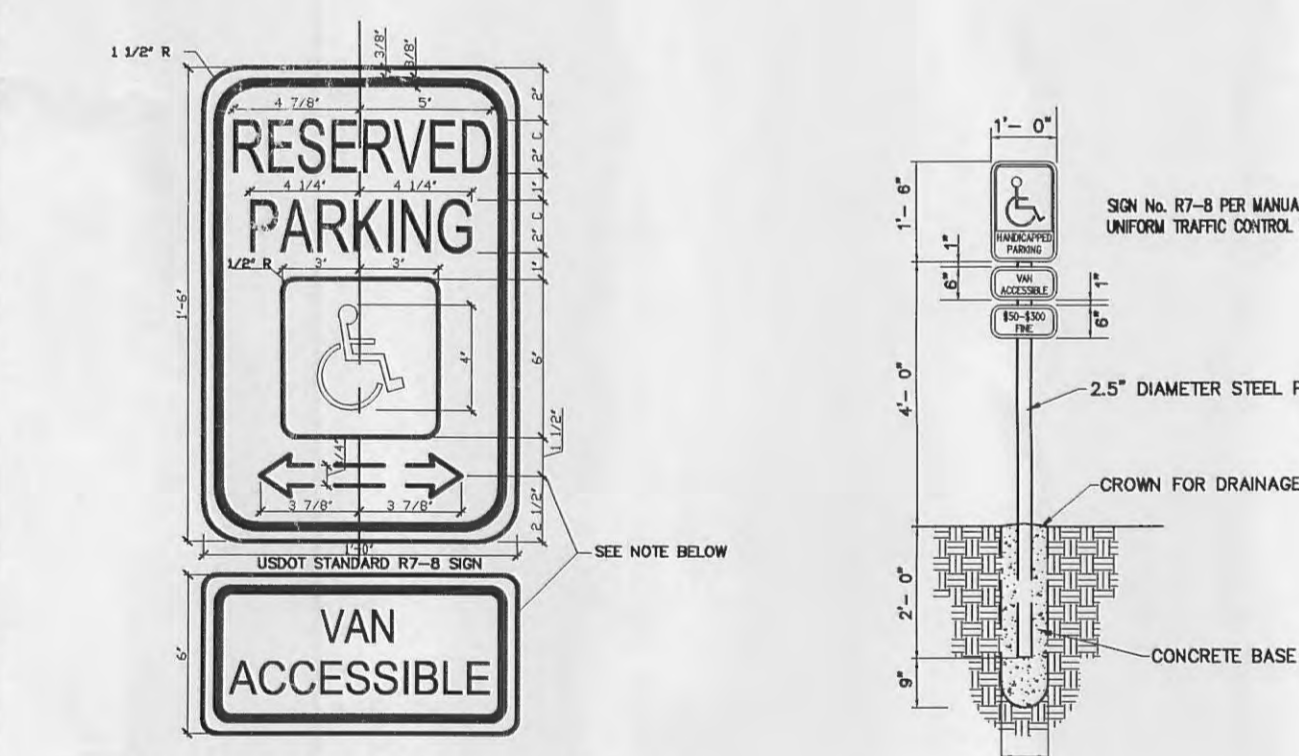 1 1/2" R
3/8"
3/8"
4 7/8"
5"
2"
RESERVED
2" C
4 1/4"
4 1/4"
1"
PARKING
2" C
1/2" R
3"
3"
1"
1'-6"
4"
6"
1 1/2"
3/4"
3 7/8"
3 7/8"
2 1/2"
1'-0"
USDOT STANDARD R7-8 SIGN
SEE NOTE BELOW
6"
VAN
ACCESSIBLE
1'- 0"
1'- 6"
SIGN No. R7-8 PER MANUA
UNIFORM TRAFFIC CONTROL
HANDICAPPED
PARKING
1"
6"
VAN
ACCESSIBLE
1"
$50-$300
FINE
6"
4'- 0"
2.5" DIAMETER STEEL P
CROWN FOR DRAINAGE
2'- 0"
CONCRETE BASE
9"